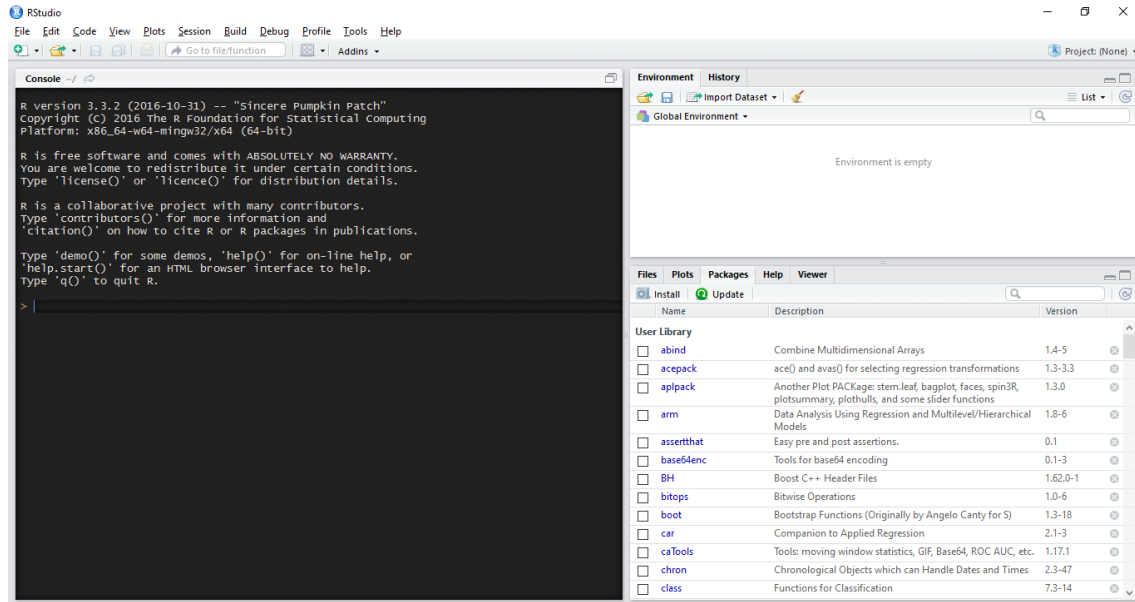 RStudio
File Edit Code View Plots Session Build Debug Profile Tools Help
Go to file/function Addins Project: (None)
Console ~/
R version 3.3.2 (2016-10-31) -- "Sincere Pumpkin Patch"
Copyright (C) 2016 The R Foundation for Statistical Computing
Platform: x86_64-w64-mingw32/x64 (64-bit)
R is free software and comes with ABSOLUTELY NO WARRANTY.
You are welcome to redistribute it under certain conditions.
Type 'license()' or 'licence()' for distribution details.
R is a collaborative project with many contributors.
Type 'contributors()' for more information and
'citation()' on how to cite R or R packages in publications.
Type 'demo()' for some demos, 'help()' for on-line help, or
'help.start()' for an HTML browser interface to help.
Type 'q()' to quit R.
>
Environment History
Import Dataset List
Global Environment
Environment is empty
Files Plots Packages Help Viewer
Install Update
Name Description Version
User Library
abind Combine Multidimensional Arrays 1.4-5
acepack ace() and avas() for selecting regression transformations 1.3-3.3
aplpack Another Plot PACKage: stem.leaf, bagplot, faces, spin3R, 1.3.0
plotsummary, plothulls, and some slider functions
arm Data Analysis Using Regression and Multilevel/Hierarchical 1.8-6
Models
assertthat Easy pre and post assertions. 0.1
base64enc Tools for base64 encoding 0.1-3
BH Boost C++ Header Files 1.62.0-1
bitops Bitwise Operations 1.0-6
boot Bootstrap Functions (Originally by Angelo Canty for S) 1.3-18
car Companion to Applied Regression 2.1-3
caTools Tools: moving window statistics, GIF, Base64, ROC AUC, etc. 1.17.1
chron Chronological Objects which can Handle Dates and Times 2.3-47
class Functions for Classification 7.3-14